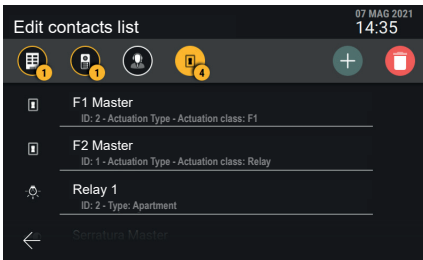 07 MAG 2021
Edit contacts list
14:35
1
1
4
F1 Master
ID: 2 - Actuation Type - Actuation class: F1
F2 Master
ID: 1 - Actuation Type - Actuation class: Relay
Relay 1
ID: 2 - Type: Apartment
Serratura Master